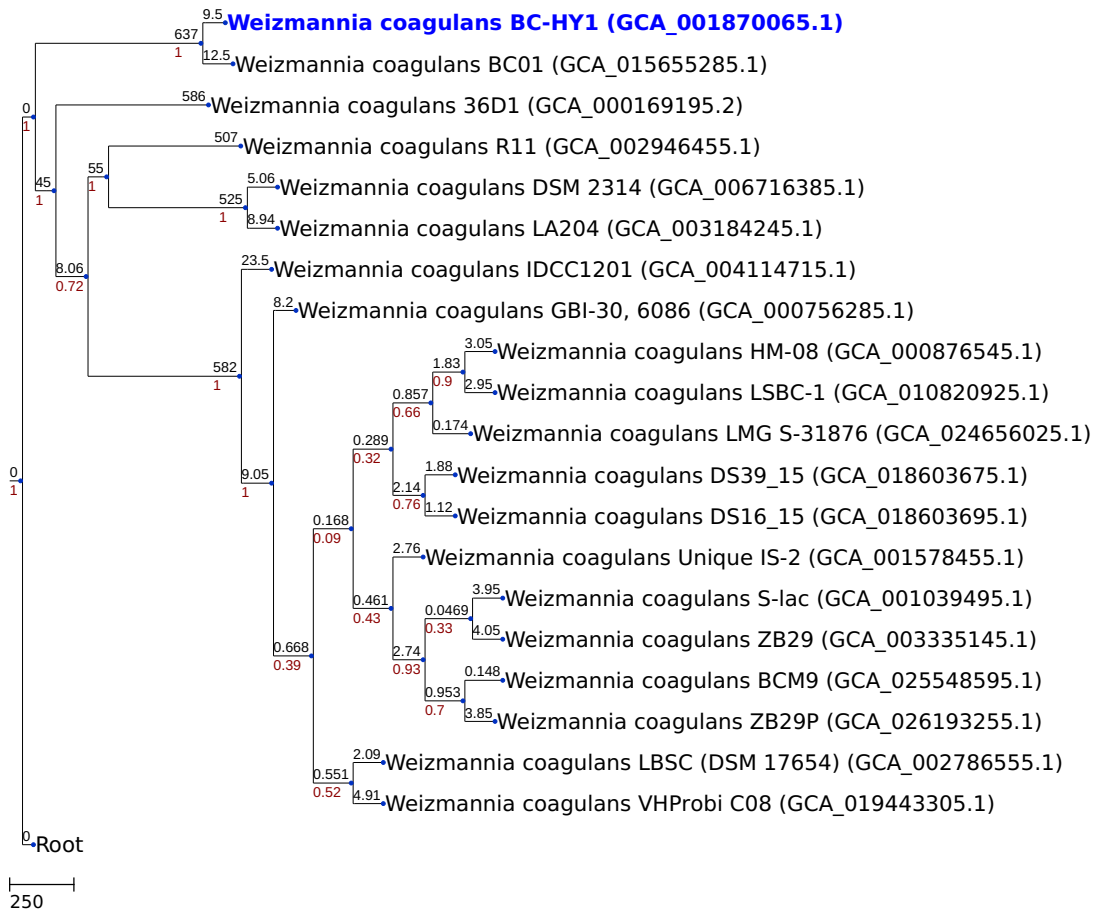 9.5
Weizmannia coagulans BC-HY1 (GCA_001870065.1)
637
1
12.5
Weizmannia coagulans BC01 (GCA_015655285.1)
586
Weizmannia coagulans 36D1 (GCA_000169195.2)
0
1
507
Weizmannia coagulans R11 (GCA_002946455.1)
55
1
45
1
5.06
Weizmannia coagulans DSM 2314 (GCA_006716385.1)
525
1
8.94
Weizmannia coagulans LA204 (GCA_003184245.1)
8.06
0.72
23.5
Weizmannia coagulans IDCC1201 (GCA_004114715.1)
8.2
Weizmannia coagulans GBI-30, 6086 (GCA_000756285.1)
582
1
3.05
Weizmannia coagulans HM-08 (GCA_000876545.1)
1.83
0.9
2.95
Weizmannia coagulans LSBC-1 (GCA_010820925.1)
0.857
0.66
0.174
Weizmannia coagulans LMG S-31876 (GCA_024656025.1)
0.289
0.32
1.88
Weizmannia coagulans DS39_15 (GCA_018603675.1)
2.14
0.76
1.12
Weizmannia coagulans DS16_15 (GCA_018603695.1)
0
1
9.05
1
0.168
0.09
2.76
Weizmannia coagulans Unique IS-2 (GCA_001578455.1)
0.461
0.43
3.95
Weizmannia coagulans S-lac (GCA_001039495.1)
0.0469
0.33
4.05
Weizmannia coagulans ZB29 (GCA_003335145.1)
2.74
0.93
0.668
0.39
0.148
Weizmannia coagulans BCM9 (GCA_025548595.1)
0.953
0.7
3.85
Weizmannia coagulans ZB29P (GCA_026193255.1)
2.09
Weizmannia coagulans LBSC (DSM 17654) (GCA_002786555.1)
0.551
0.52
4.91
Weizmannia coagulans VHProbi C08 (GCA_019443305.1)
0
Root
250